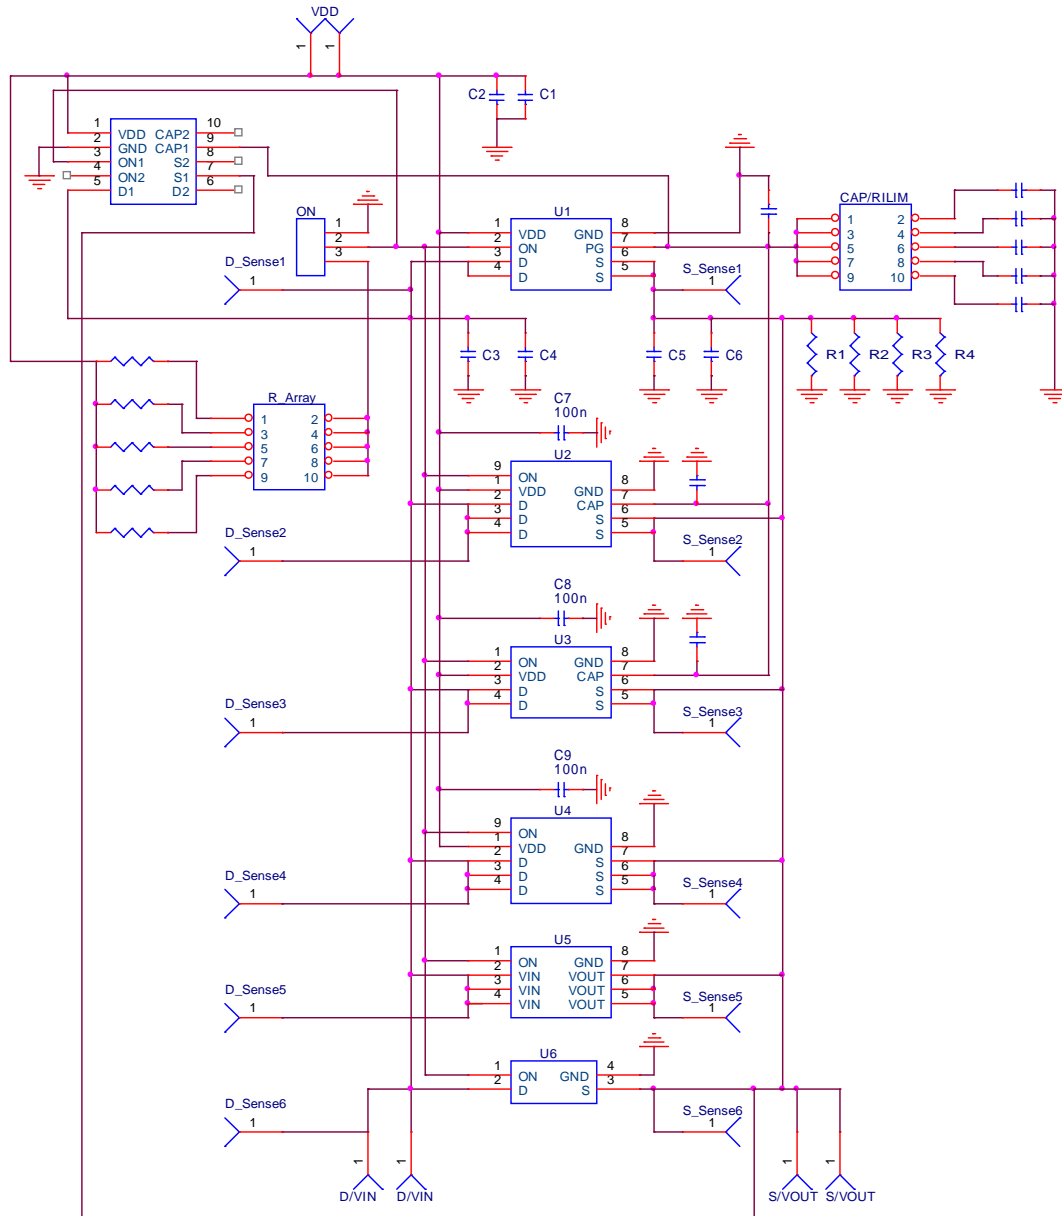 VDD
1 1
C2 C1
1 VDD CAP2 10
2 GND CAP1 9
3 ON1 S2 8
4 ON2 S1 7
5 D1 D2 6
ON
1
2
3
U1
1 VDD GND 8
2 ON PG 7
3 D S 6
4 D S 5
CAP/RILIM
1 2
3 4
5 6
7 8
9 10
D_Sense1
1
S_Sense1
1
C3 C4 C5 C6
R1 R2 R3 R4
R_Array
1 2
3 4
5 6
7 8
9 10
C7
100n
U2
9 ON
1 VDD GND 8
2 D CAP 7
3 D S 6
4 D S 5
D_Sense2
1
S_Sense2
1
C8
100n
U3
1 ON GND 8
2 VDD CAP 7
3 D S 6
4 D S 5
D_Sense3
1
S_Sense3
1
C9
100n
U4
9 ON
1 VDD GND 8
2 D S 7
3 D S 6
4 D S 5
D_Sense4
1
S_Sense4
1
U5
1 ON GND 8
2 VIN VOUT 7
3 VIN VOUT 6
4 VIN VOUT 5
D_Sense5
1
S_Sense5
1
U6
1 ON GND 4
2 D S 3
D_Sense6
1
S_Sense6
1
1 1 1 1
D/VIN D/VIN S/VOUT S/VOUT